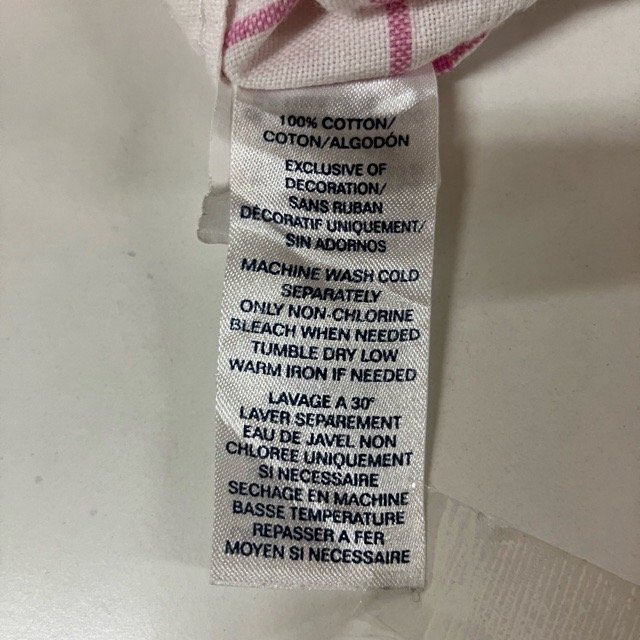 100% COTTON/
COTON/ALGODÓN
EXCLUSIVE OF
DECORATION/
SANS RUBAN
DÉCORATIF UNIQUEMENT/
SIN ADORNOS
MACHINE WASH COLD
SEPARATELY
ONLY NON-CHLORINE
BLEACH WHEN NEEDED
TUMBLE DRY LOW
WARM IRON IF NEEDED
LAVAGE A 30°
LAVER SEPAREMENT
EAU DE JAVEL NON
CHLOREE UNIQUEMENT
SI NECESSAIRE
SECHAGE EN MACHINE
BASSE TEMPERATURE
REPASSER A FER
MOYEN SI NECESSAIRE